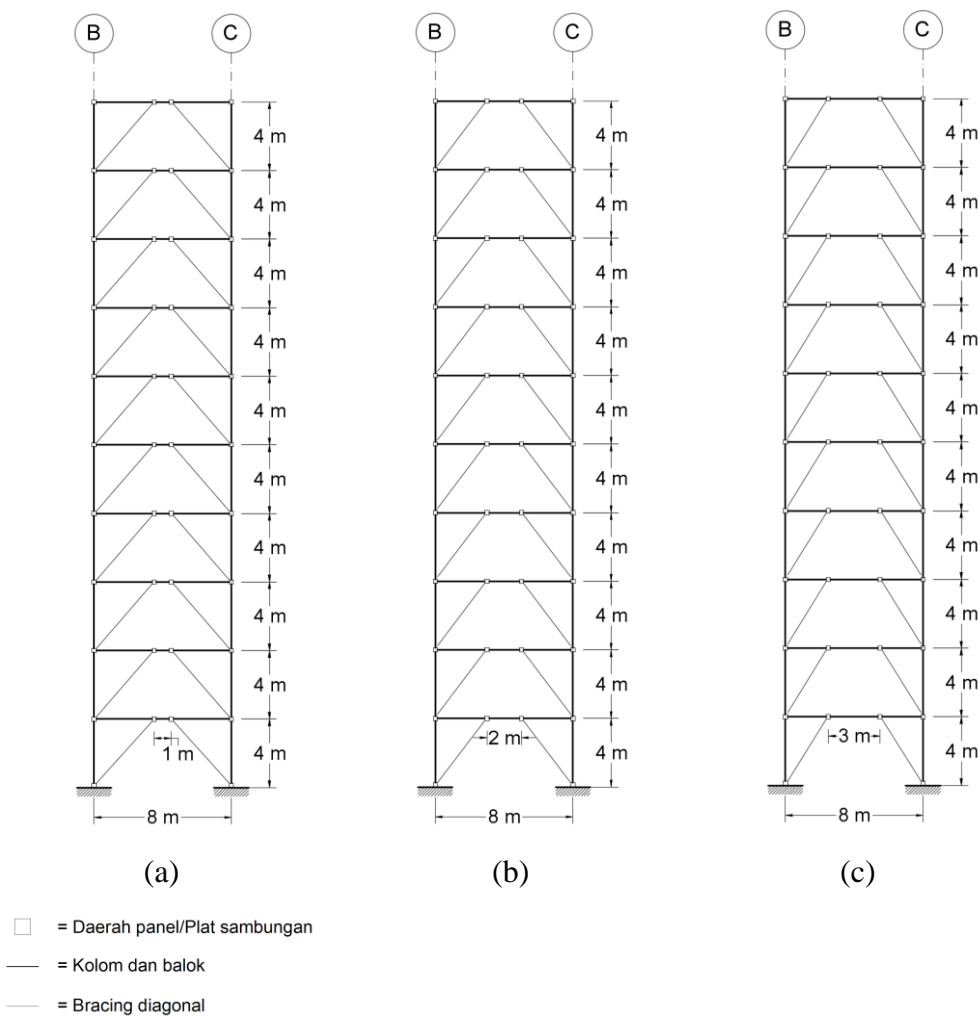 B C B C B C
4 m 4 m 4 m
4 m 4 m 4 m
4 m 4 m 4 m
4 m 4 m 4 m
4 m 4 m 4 m
4 m 4 m 4 m
4 m 4 m 4 m
4 m 4 m 4 m
4 m 4 m 4 m
1 m 4 m 2 m 4 m 3 m 4 m
8 m 8 m 8 m
(a) (b) (c)
= Daerah panel/Plat sambungan
= Kolom dan balok
= Bracing diagonal